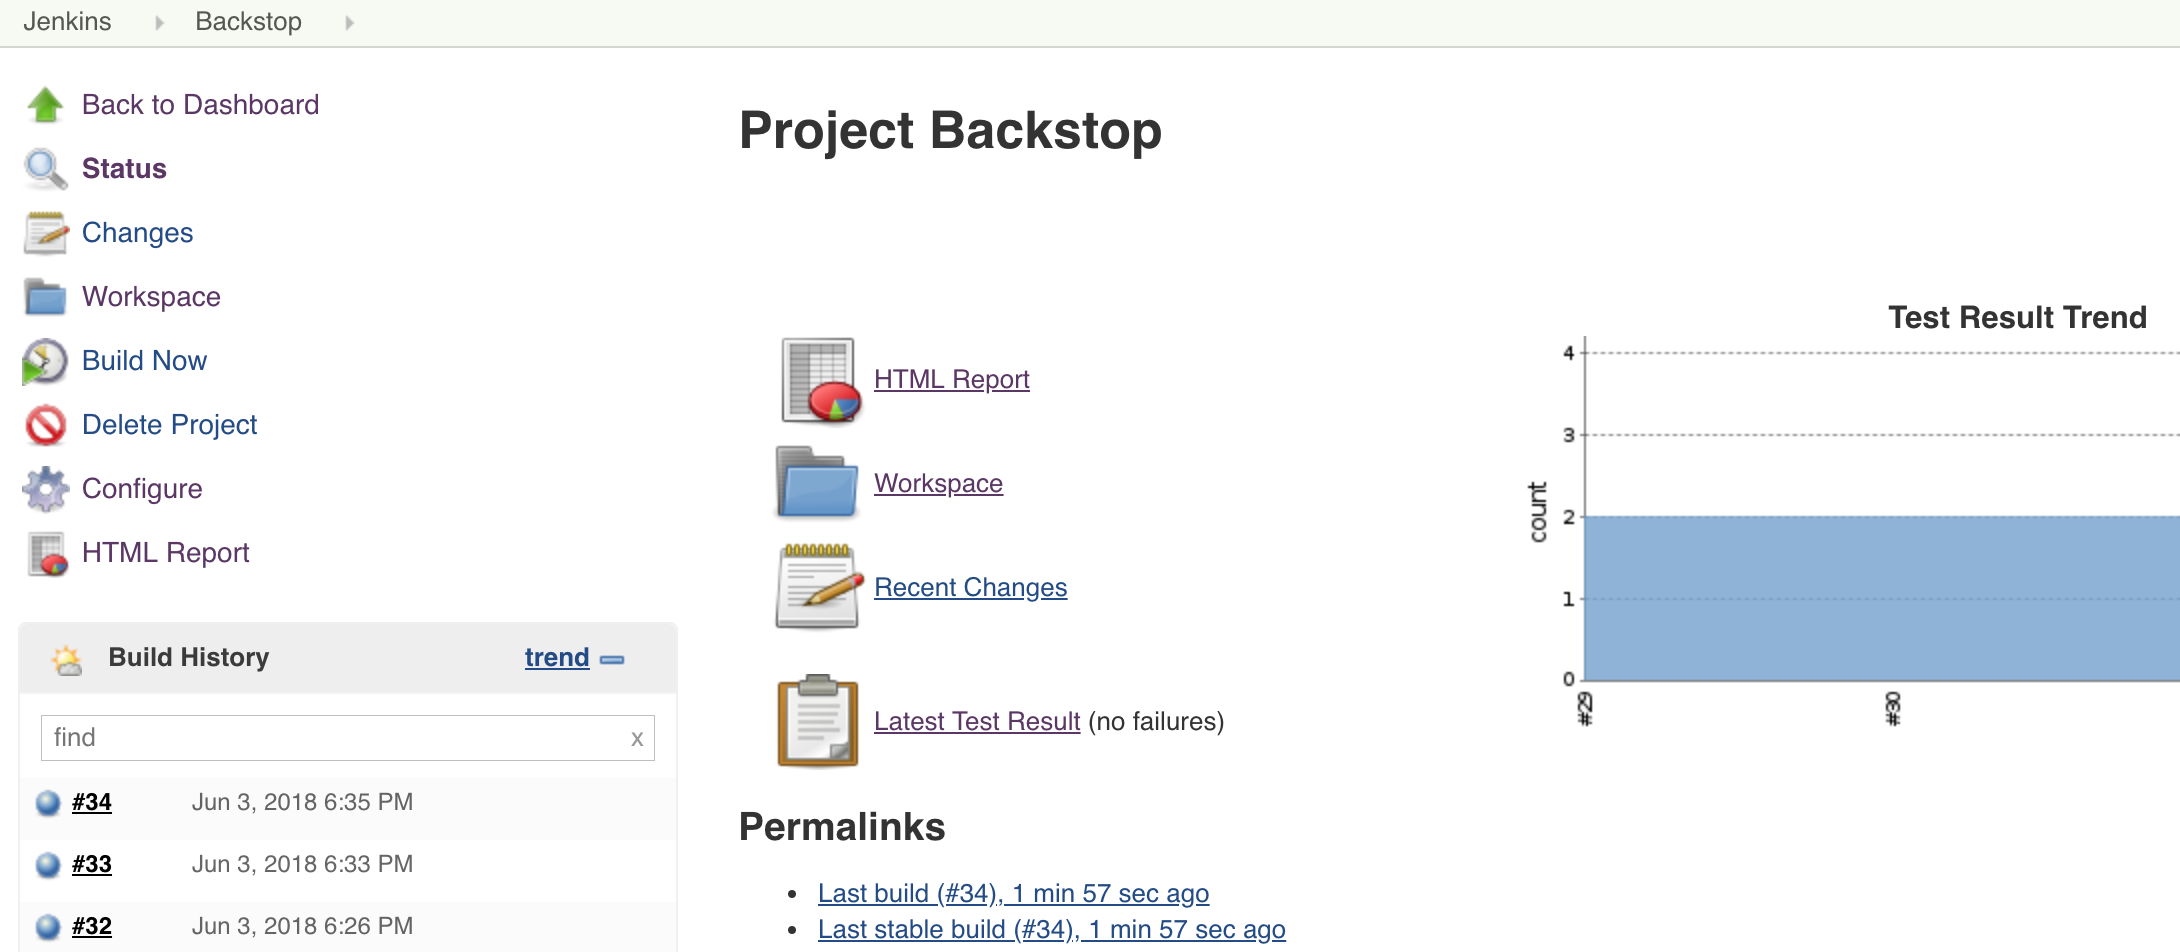 Jenkins Backstop
Back to Dashboard
Status
Changes
Workspace
Build Now
Delete Project
Configure
HTML Report
Build History trend
find x
#34 Jun 3, 2018 6:35 PM
#33 Jun 3, 2018 6:33 PM
#32 Jun 3, 2018 6:26 PM
Project Backstop
HTML Report
Workspace
Recent Changes
Latest Test Result (no failures)
Test Result Trend
4
3
count
2
1
0
#29 #30
Permalinks
Last build (#34), 1 min 57 sec ago
Last stable build (#34), 1 min 57 sec ago